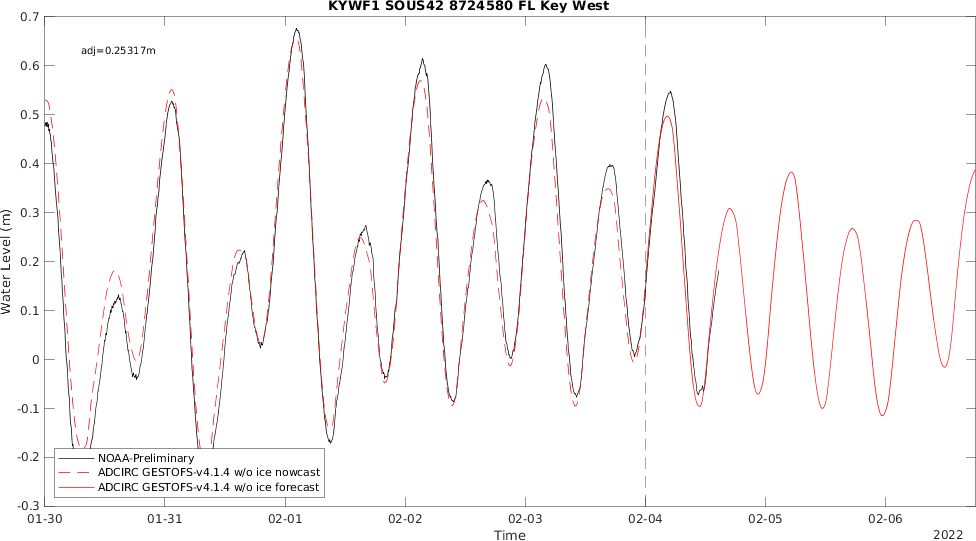 KYWF1 SOUS42 8724580 FL Key West
adj=0.25317m
0.7
0.6
0.5
0.4
0.3
0.2
0.1
0
-0.1
-0.2
-0.3
Water Level (m)
NOAA-Preliminary
ADCIRC GESTOFS-v4.1.4 w/o ice nowcast
ADCIRC GESTOFS-v4.1.4 w/o ice forecast
01-30 01-31 02-01 02-02 02-03 02-04 02-05 02-06
Time
2022